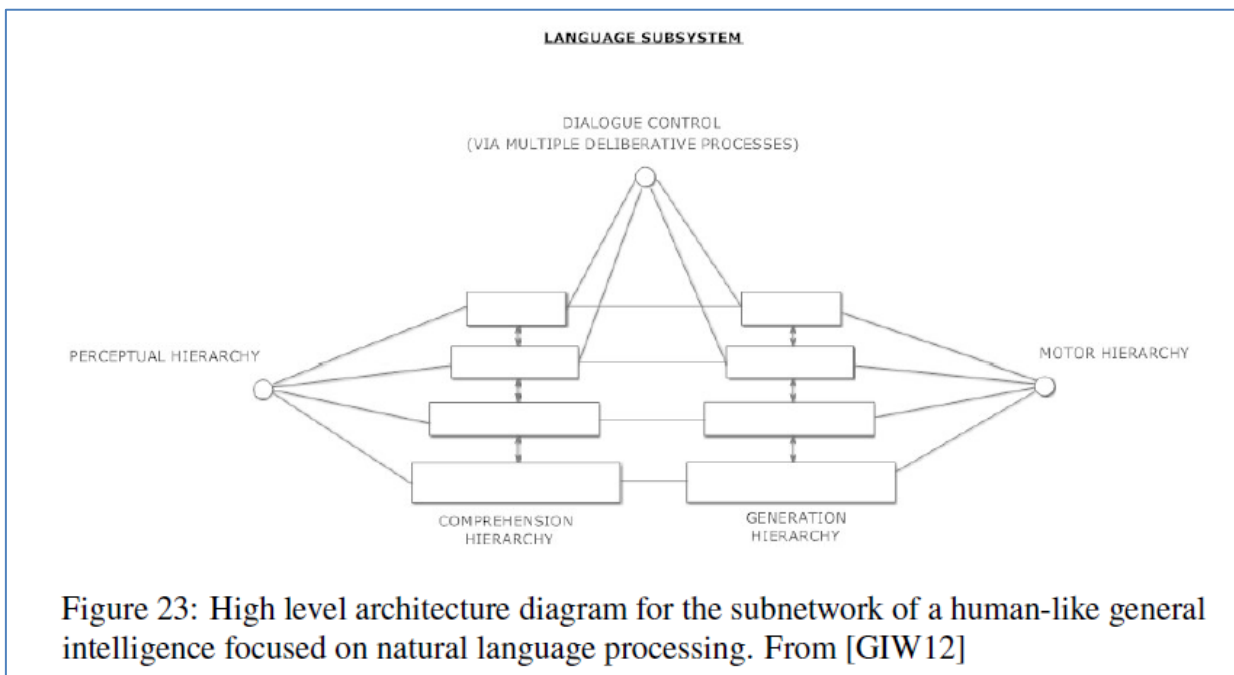 LANGUAGE SUBSYSTEM
DIALOGUE CONTROL
(VIA MULTIPLE DELIBERATIVE PROCESSES)
PERCEPTUAL HIERARCHY
MOTOR HIERARCHY
COMPREHENSION
HIERARCHY
GENERATION
HIERARCHY
Figure 23: High level architecture diagram for the subnetwork of a human-like general
intelligence focused on natural language processing. From [GIW12]